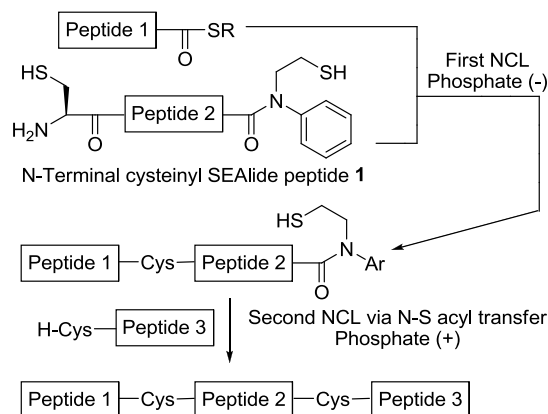 Peptide 1
SR
O
HS
SH
First NCL
Phosphate (-)
H2N
O
Peptide 2
O
N
N-Terminal cysteinyl SEAlide peptide 1
HS
Peptide 1 Cys Peptide 2 N Ar
O
H-Cys Peptide 3
Second NCL via N-S acyl transfer
Phosphate (+)
Peptide 1 Cys Peptide 2 Cys Peptide 3